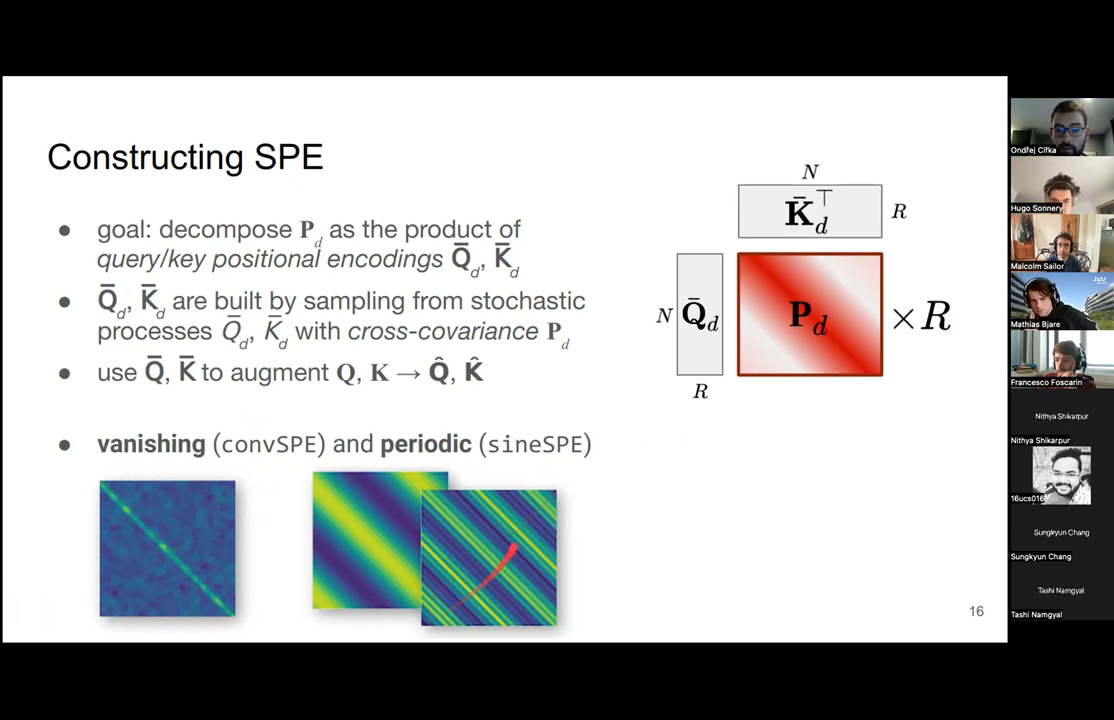 Constructing SPE
● goal: decompose P_d as the product of
query/key positional encodings Q̄_d, K̄_d
● Q̄_d, K̄_d are built by sampling from stochastic
processes Q̄_d, K̄_d with cross-covariance P_d
● use Q̄, K̄ to augment Q, K → Q̂, K̂
● vanishing (convSPE) and periodic (sineSPE)
N
K̄_d^⊤ R
N Q̄_d P_d ×R
R
16
Ondřej Cífka
Hugo Sonnery
Malcolm Sailor
JYU
Mathias Bjare
Francesco Foscarin
Nithya Shikarpur
Nithya Shikarpur
16ucs016
Sungkyun Chang
Sungkyun Chang
Tashi Namgyal
Tashi Namgyal